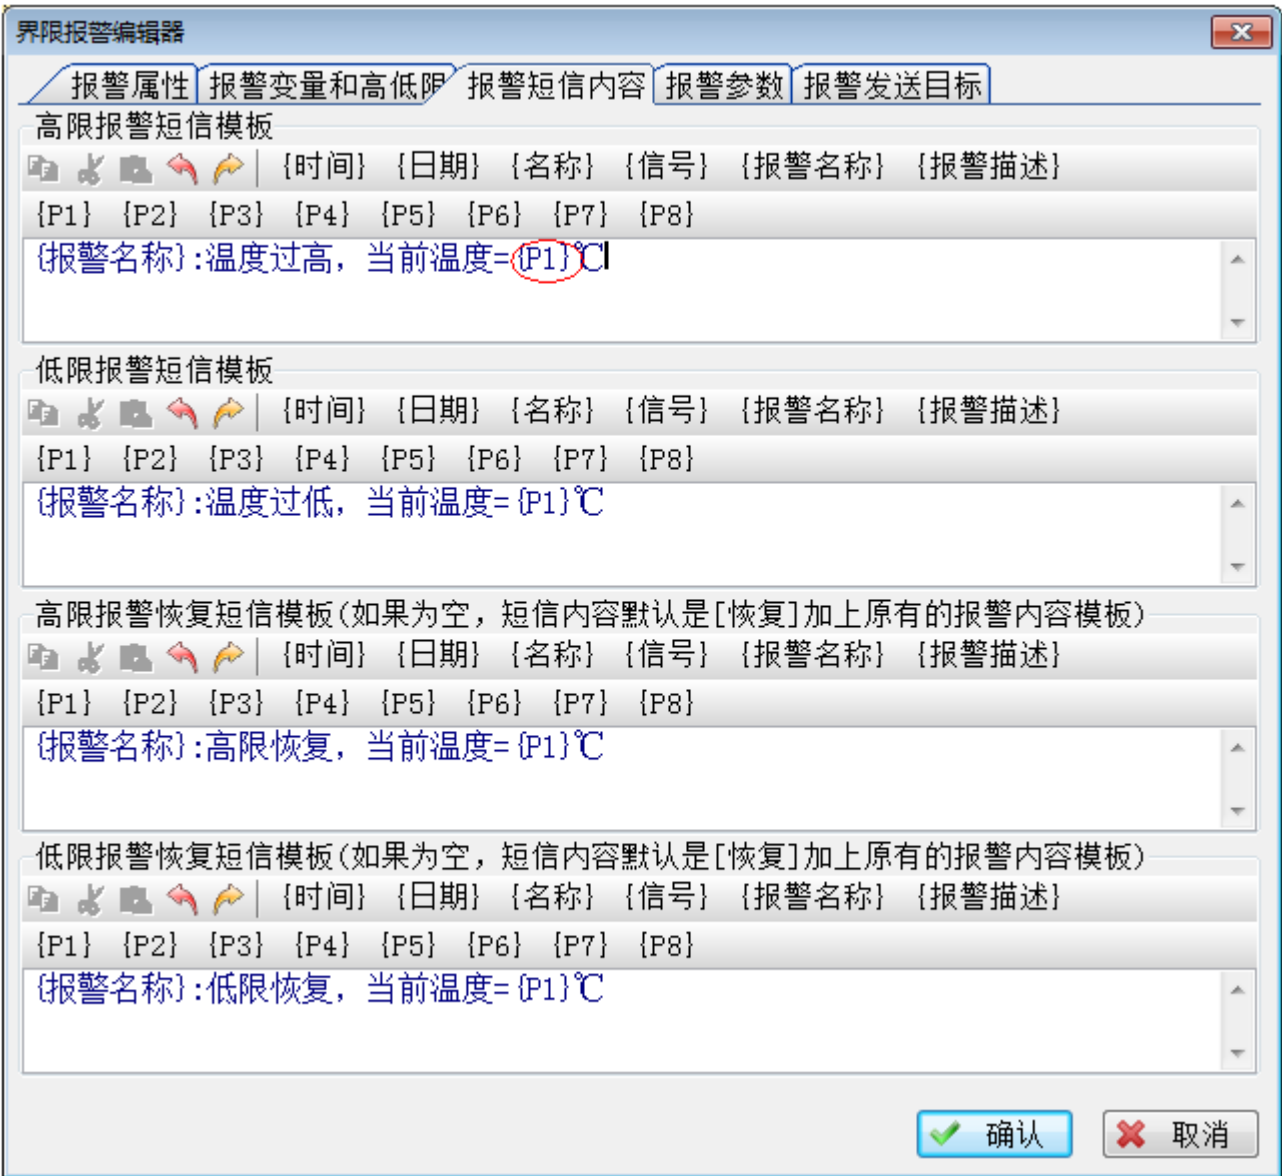 界限报警编辑器
报警属性 报警变量和高低限 报警短信内容 报警参数 报警发送目标
高限报警短信模板
{时间} {日期} {名称} {信号} {报警名称} {报警描述}
{P1} {P2} {P3} {P4} {P5} {P6} {P7} {P8}
{报警名称}:温度过高，当前温度={P1}℃
低限报警短信模板
{时间} {日期} {名称} {信号} {报警名称} {报警描述}
{P1} {P2} {P3} {P4} {P5} {P6} {P7} {P8}
{报警名称}:温度过低，当前温度={P1}℃
高限报警恢复短信模板(如果为空，短信内容默认是[恢复]加上原有的报警内容模板)
{时间} {日期} {名称} {信号} {报警名称} {报警描述}
{P1} {P2} {P3} {P4} {P5} {P6} {P7} {P8}
{报警名称}:高限恢复，当前温度={P1}℃
低限报警恢复短信模板(如果为空，短信内容默认是[恢复]加上原有的报警内容模板)
{时间} {日期} {名称} {信号} {报警名称} {报警描述}
{P1} {P2} {P3} {P4} {P5} {P6} {P7} {P8}
{报警名称}:低限恢复，当前温度={P1}℃
确认 取消